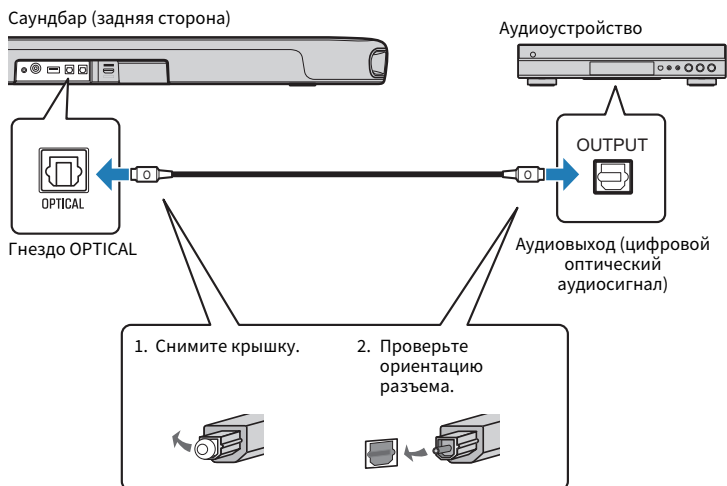 Саундбар (задняя сторона)
Аудиоустройство
OUTPUT
OPTICAL
Гнездо OPTICAL
Аудиовыход (цифровой
оптический
аудиосигнал)
1. Снимите крышку.
2. Проверьте
ориентацию
разъема.